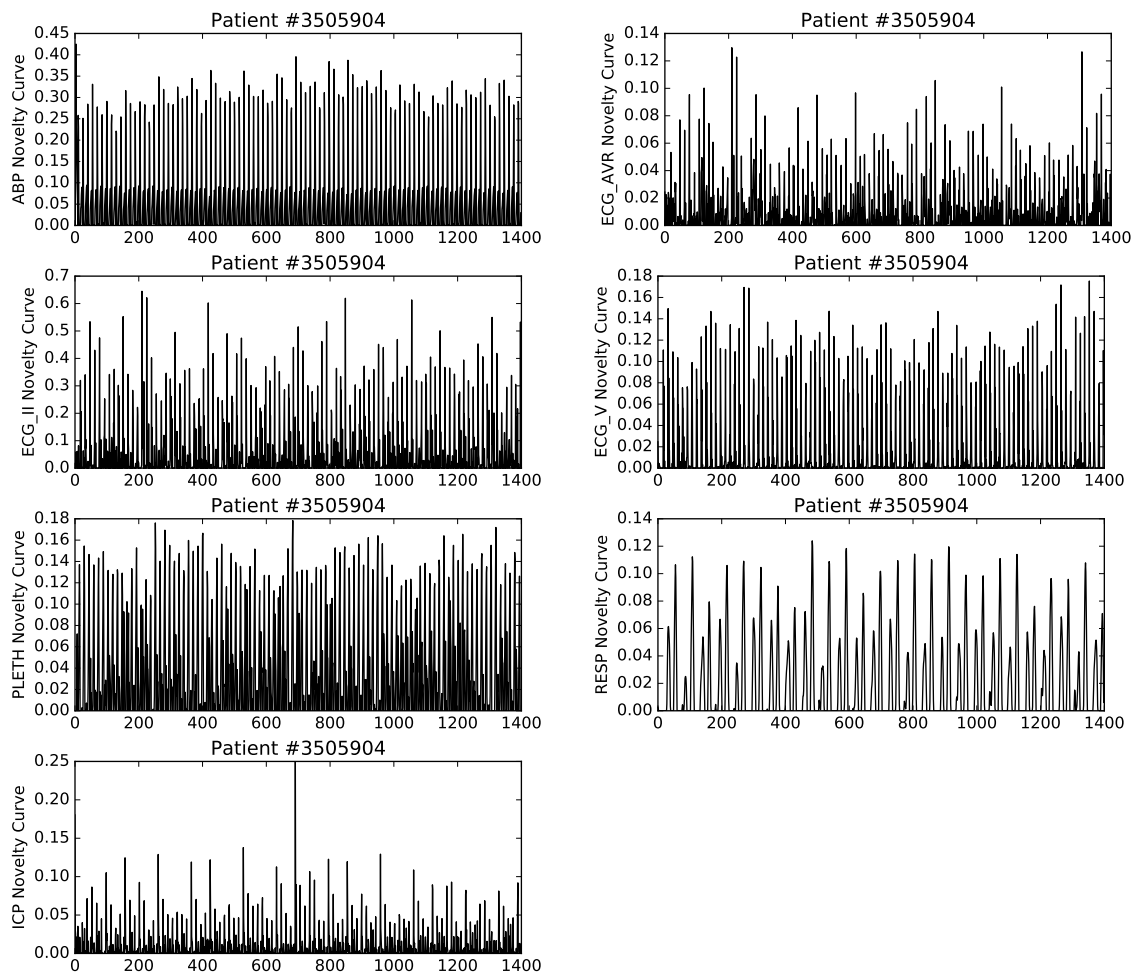 Patient #3505904
ABP Novelty Curve
0.45
0.40
0.35
0.30
0.25
0.20
0.15
0.10
0.05
0.00
0 200 400 600 800 1000 1200 1400
Patient #3505904
ECG_AVR Novelty Curve
0.14
0.12
0.10
0.08
0.06
0.04
0.02
0.00
0 200 400 600 800 1000 1200 1400
Patient #3505904
ECG_II Novelty Curve
0.7
0.6
0.5
0.4
0.3
0.2
0.1
0.0
0 200 400 600 800 1000 1200 1400
Patient #3505904
ECG_V Novelty Curve
0.18
0.16
0.14
0.12
0.10
0.08
0.06
0.04
0.02
0.00
0 200 400 600 800 1000 1200 1400
Patient #3505904
PLETH Novelty Curve
0.18
0.16
0.14
0.12
0.10
0.08
0.06
0.04
0.02
0.00
0 200 400 600 800 1000 1200 1400
Patient #3505904
RESP Novelty Curve
0.14
0.12
0.10
0.08
0.06
0.04
0.02
0.00
0 200 400 600 800 1000 1200 1400
Patient #3505904
ICP Novelty Curve
0.25
0.20
0.15
0.10
0.05
0.00
0 200 400 600 800 1000 1200 1400